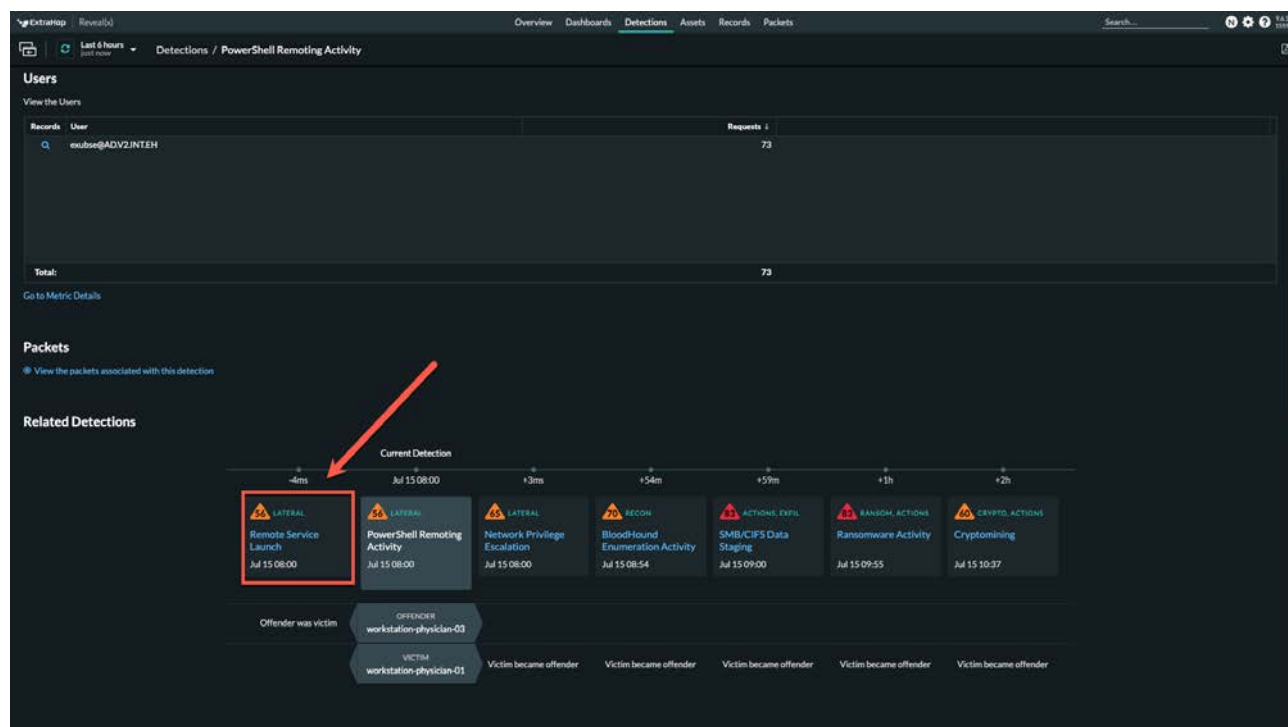 ExtraHop Reveal(x) Overview Dashboards Detections Assets Records Packets Search...
Last 6 hours
just now
Detections / PowerShell Remoting Activity
Users
View the Users
Records User Requests ↓
exubse@AD.V2.INT.EH 73
Total: 73
Go to Metric Details
Packets
View the packets associated with this detection
Related Detections
Current Detection
-4ms Jul 15 08:00 +3ms +54m +59m +1h +2h
56 LATERAL 56 LATERAL 65 LATERAL 70 RECON 83 ACTIONS, EXFIL 83 RANSOM, ACTIONS 60 CRYPTO, ACTIONS
Remote Service PowerShell Remoting Network Privilege BloodHound SMB/CIFS Data Ransomware Activity Cryptomining
Launch Activity Escalation Enumeration Activity Staging
Jul 15 08:00 Jul 15 08:00 Jul 15 08:00 Jul 15 08:54 Jul 15 09:00 Jul 15 09:55 Jul 15 10:37
Offender was victim
OFFENDER
workstation-physician-03
VICTIM
workstation-physician-01
Victim became offender Victim became offender Victim became offender Victim became offender Victim became offender